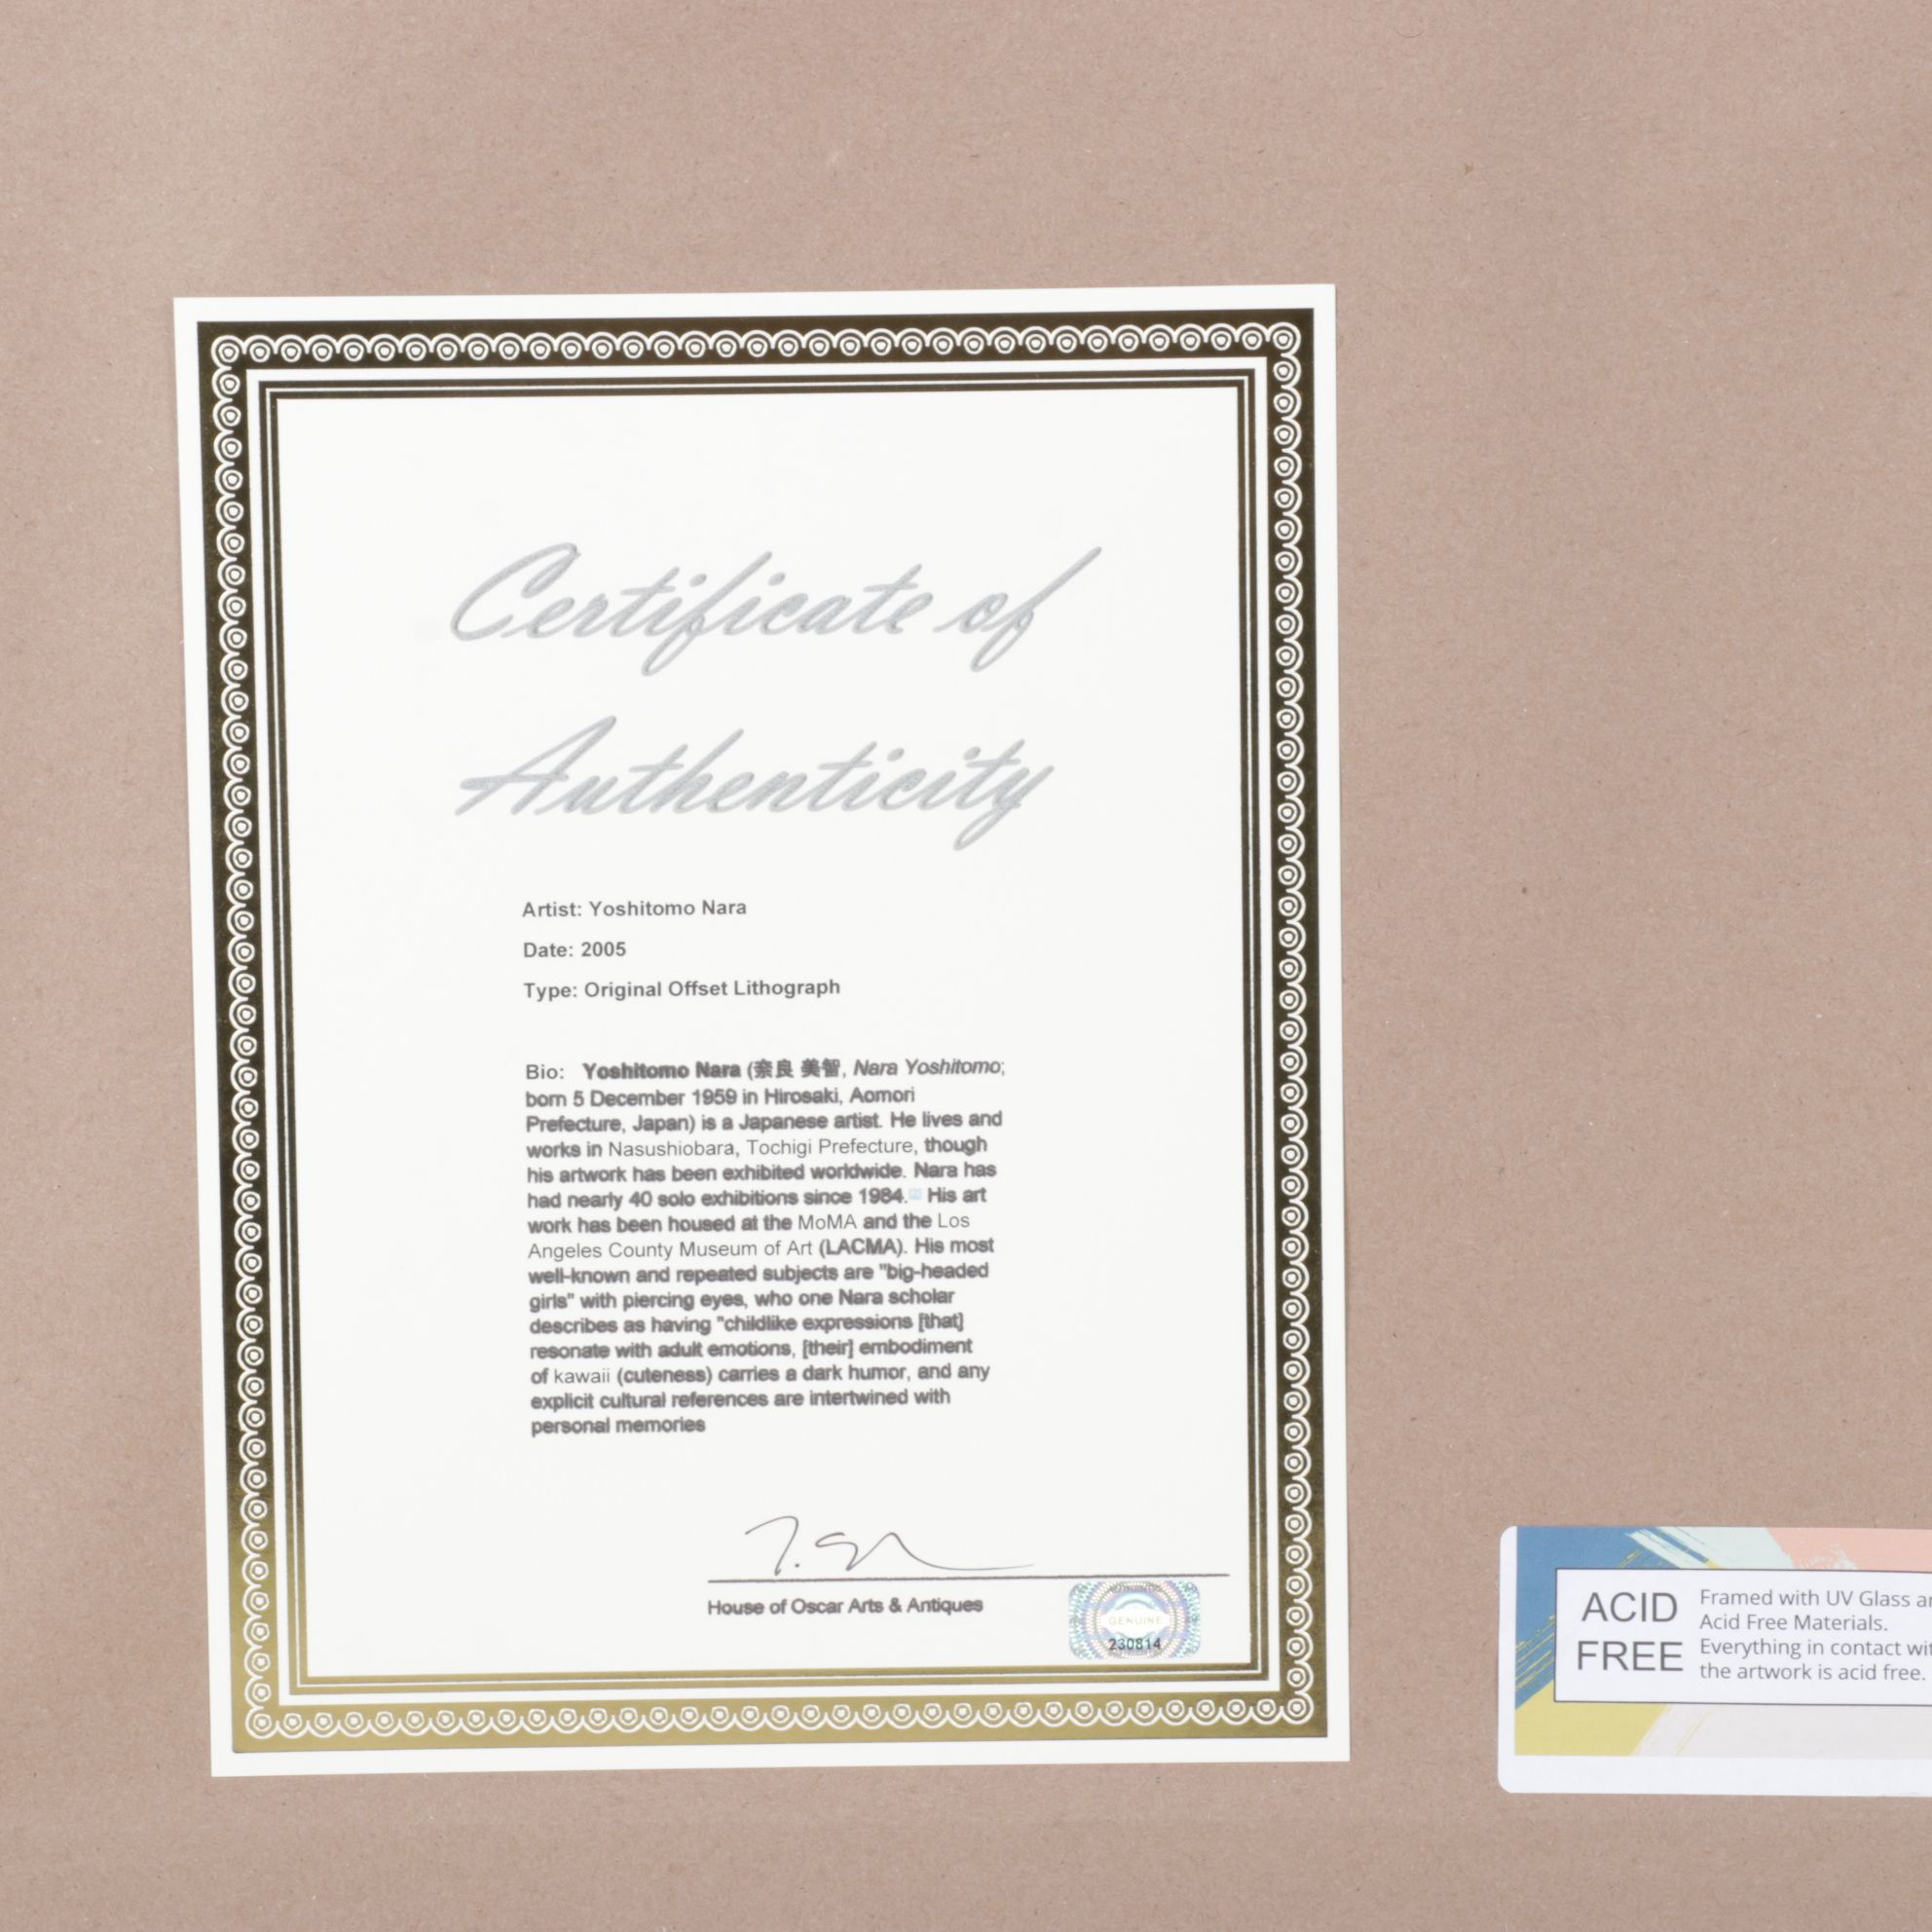 Certificate of
Authenticity
Artist: Yoshitomo Nara
Date: 2005
Type: Original Offset Lithograph
Bio: Yoshitomo Nara (奈良 美智, Nara Yoshitomo;
born 5 December 1959 in Hirosaki, Aomori
Prefecture, Japan) is a Japanese artist. He lives and
works in Nasushiobara, Tochigi Prefecture, though
his artwork has been exhibited worldwide. Nara has
had nearly 40 solo exhibitions since 1984.[2] His art
work has been housed at the MoMA and the Los
Angeles County Museum of Art (LACMA). His most
well-known and repeated subjects are "big-headed
girls" with piercing eyes, who one Nara scholar
describes as having "childlike expressions [that]
resonate with adult emotions, [their] embodiment
of kawaii (cuteness) carries a dark humor, and any
explicit cultural references are intertwined with
personal memories
House of Oscar Arts & Antiques
GENUINE
230814
ACID
FREE
Framed with UV Glass
Acid Free Materials.
Everything in contact
the artwork is acid free.